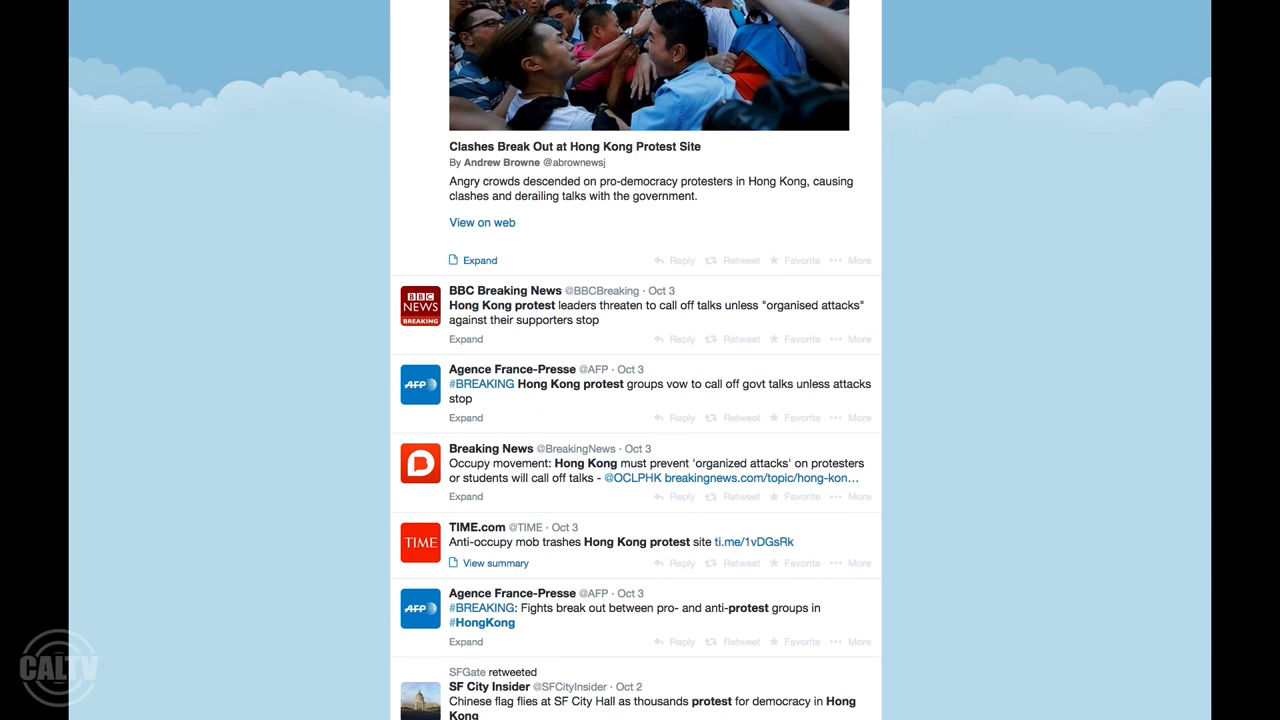 Clashes Break Out at Hong Kong Protest Site
By Andrew Browne @abrownewsj
Angry crowds descended on pro-democracy protesters in Hong Kong, causing
clashes and derailing talks with the government.
View on web
Expand Reply Retweet Favorite More
BBC Breaking News @BBCBreaking · Oct 3
BBC
NEWS
BREAKING
Hong Kong protest leaders threaten to call off talks unless "organised attacks"
against their supporters stop
Expand Reply Retweet Favorite More
Agence France-Presse @AFP · Oct 3
AFP
#BREAKING Hong Kong protest groups vow to call off govt talks unless attacks
stop
Expand Reply Retweet Favorite More
Breaking News @BreakingNews · Oct 3
Occupy movement: Hong Kong must prevent 'organized attacks' on protesters
or students will call off talks - @OCLPHK breakingnews.com/topic/hong-kon…
Expand Reply Retweet Favorite More
TIME.com @TIME · Oct 3
TIME
Anti-occupy mob trashes Hong Kong protest site ti.me/1vDGsRk
View summary Reply Retweet Favorite More
Agence France-Presse @AFP · Oct 3
AFP
#BREAKING: Fights break out between pro- and anti-protest groups in
#HongKong
Expand Reply Retweet Favorite More
SFGate retweeted
SF City Insider @SFCityInsider · Oct 2
Chinese flag flies at SF City Hall as thousands protest for democracy in Hong
Kong
CALTV